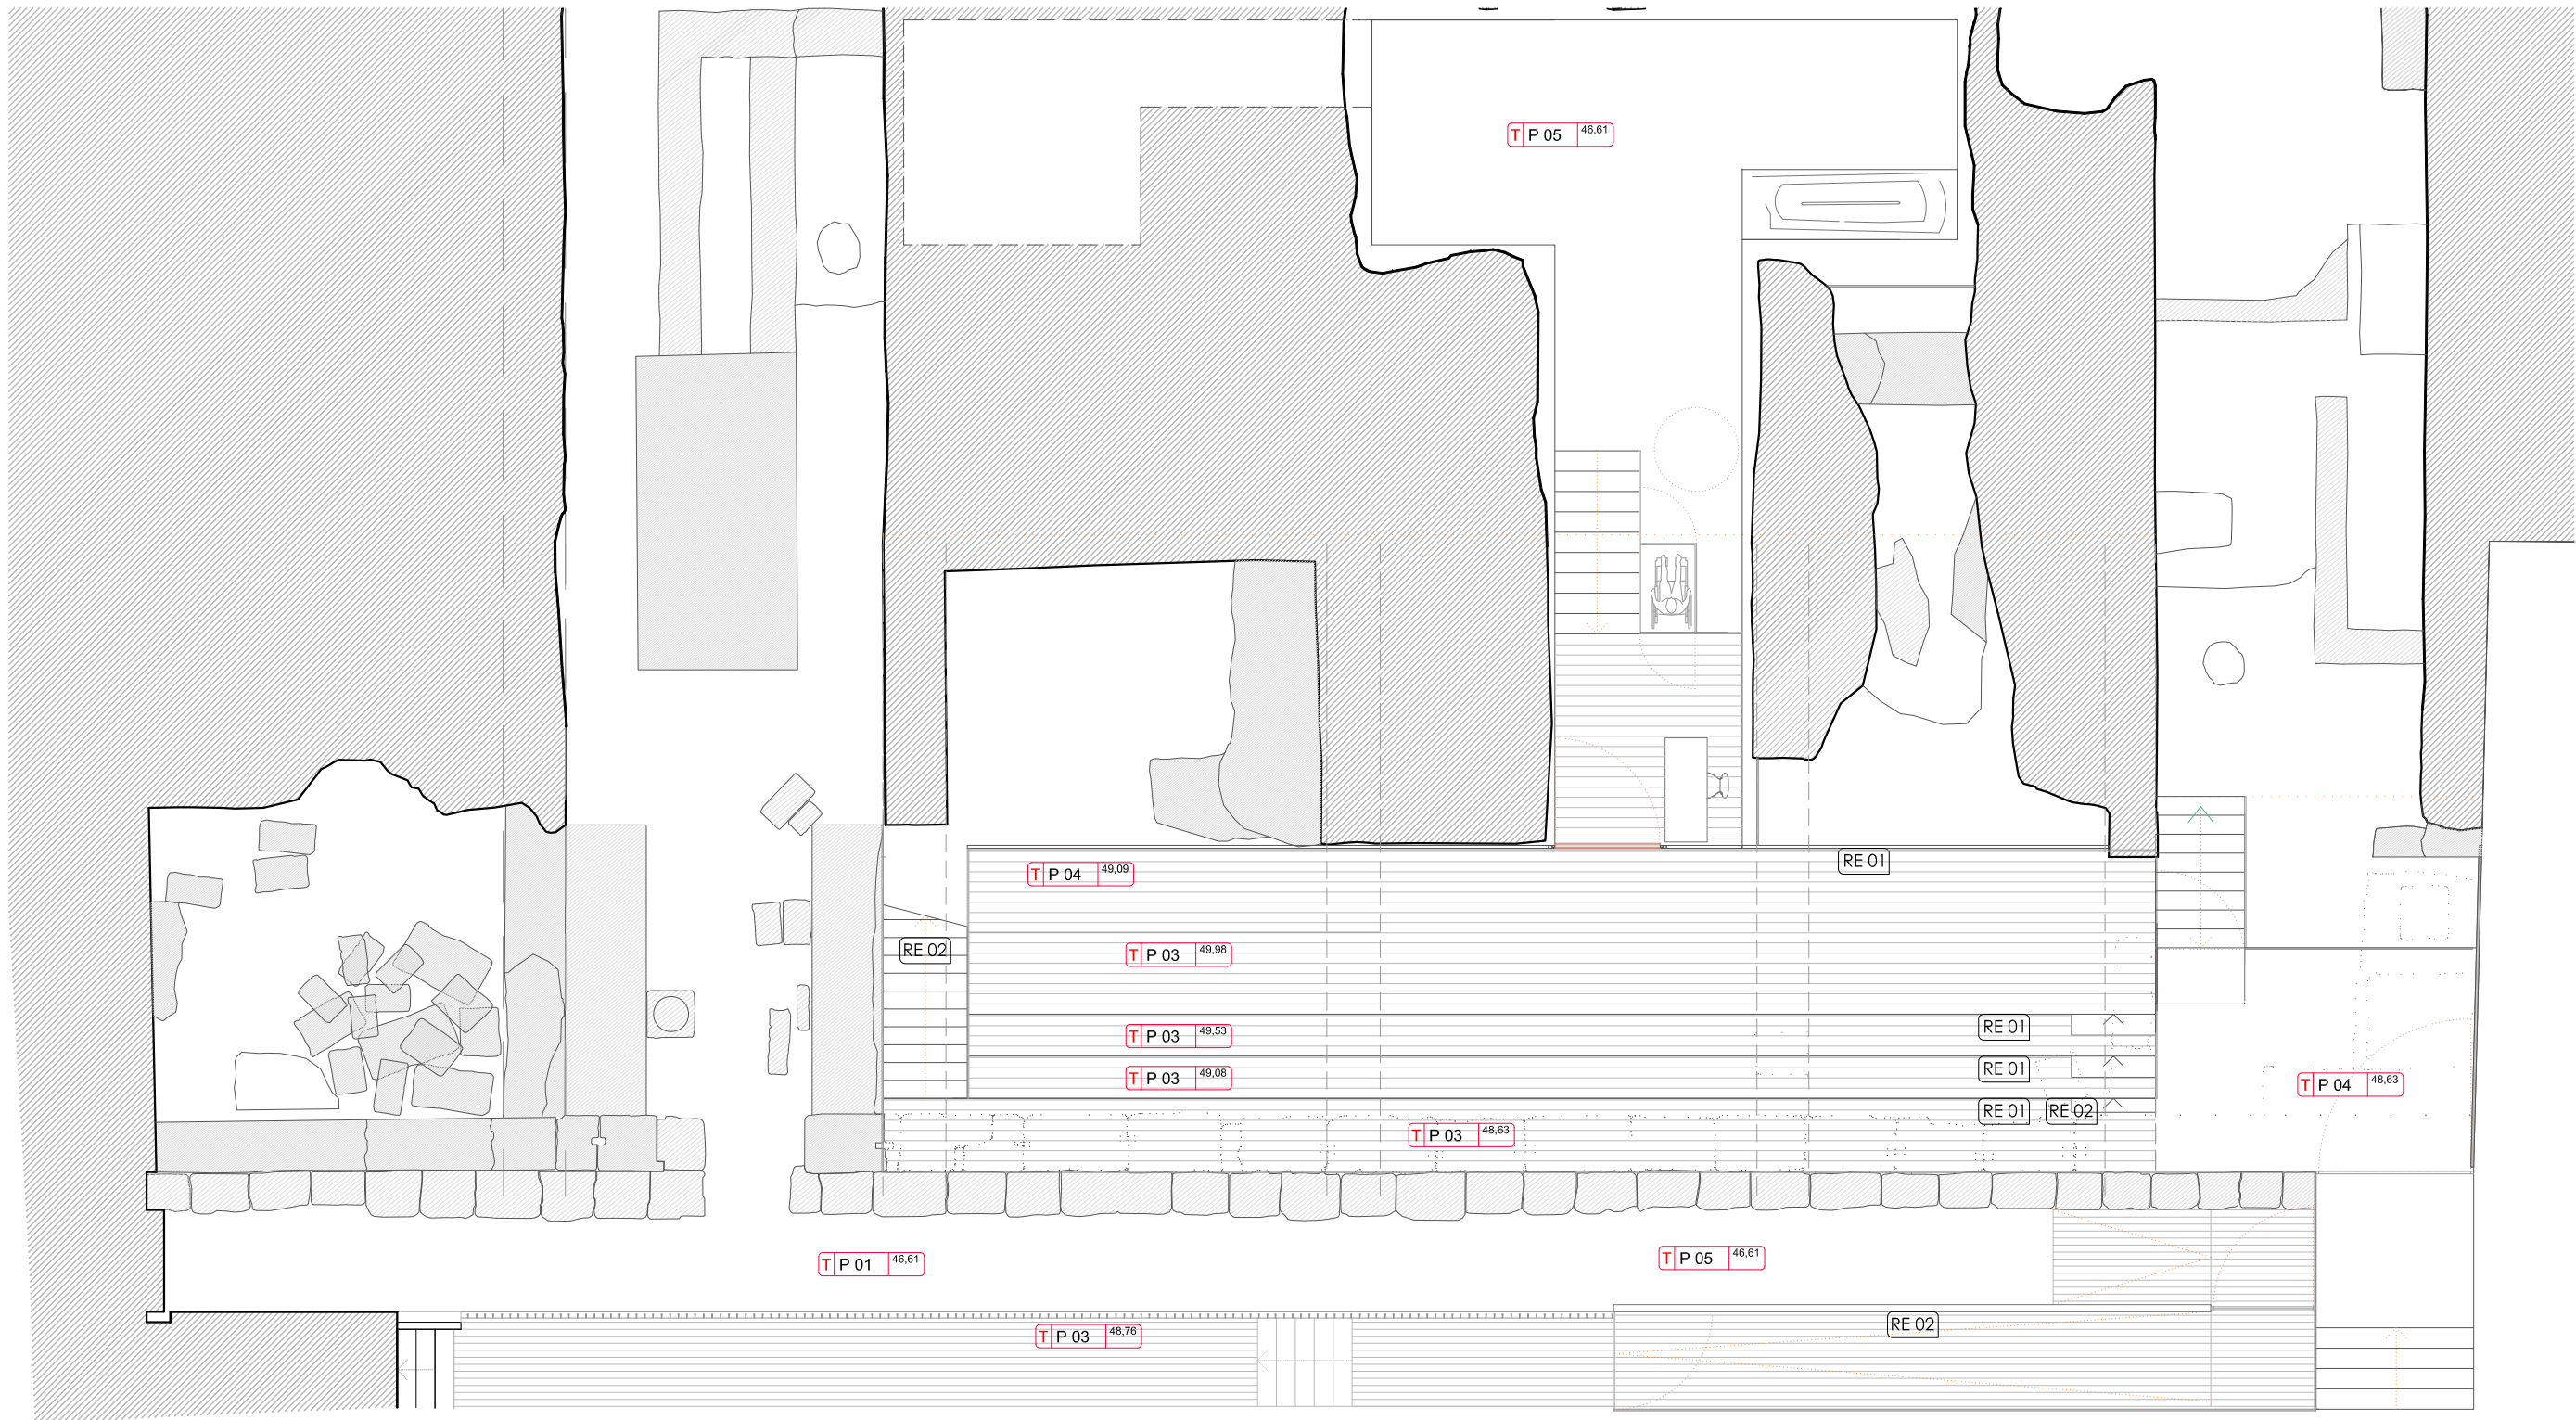 T P 05 46,61
RE 01
T P 04 49,09
RE 02
T P 03 49,98
RE 01
T P 03 49,53
RE 01
T P 03 49,08
T P 04 48,63
RE 01 RE 02
T P 03 48,63
T P 05 46,61
T P 01 46,61
RE 02
T P 03 48,76